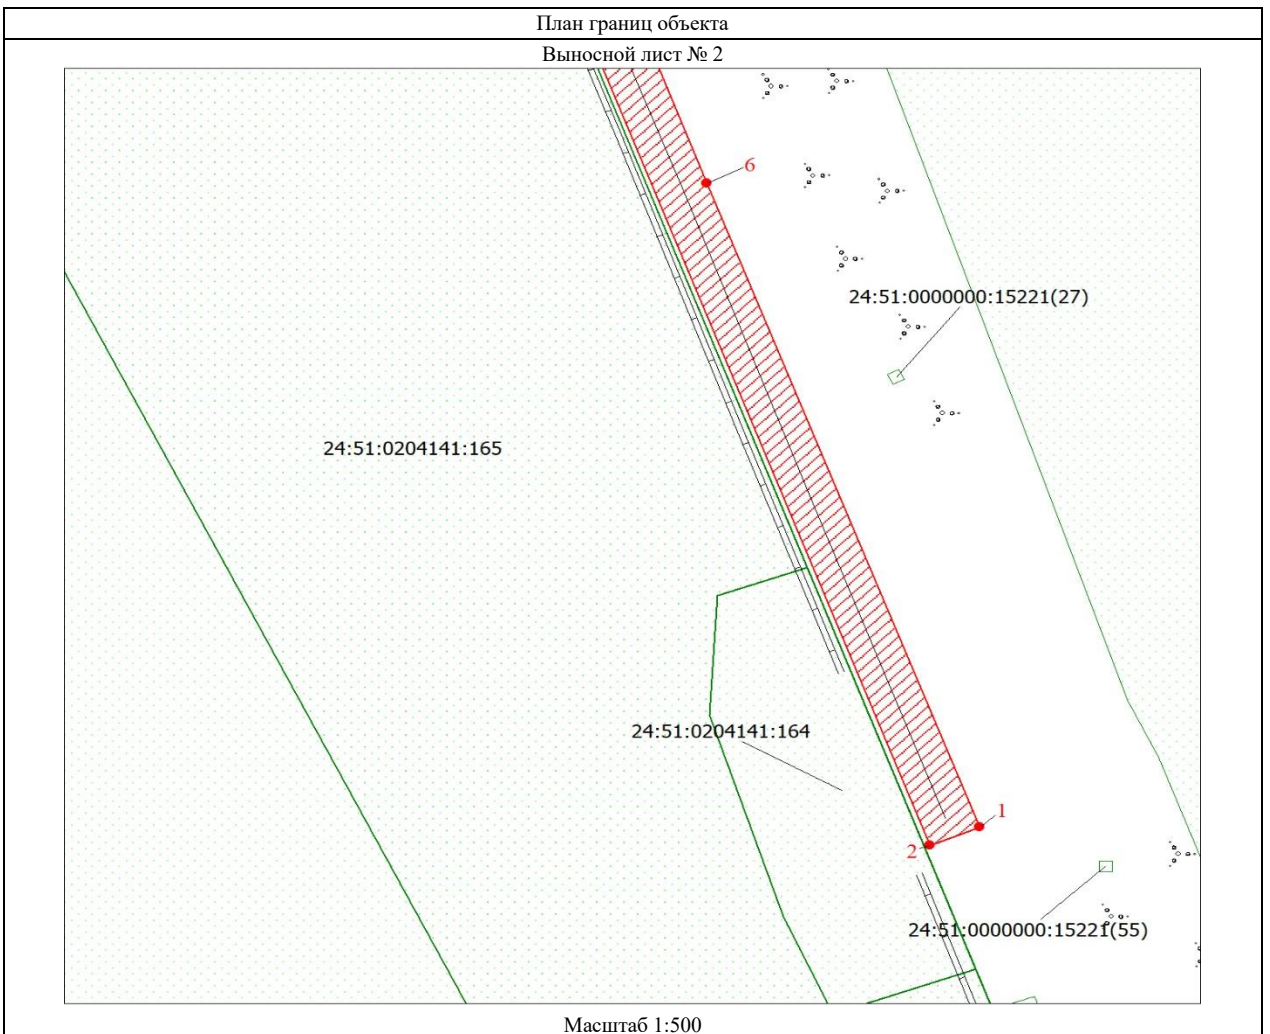 План границ объекта
Выносной лист № 2
6
24:51:0000000:15221(27)
24:51:0204141:165
24:51:0204141:164
1
2
24:51:0000000:15221(55)
Масштаб 1:500